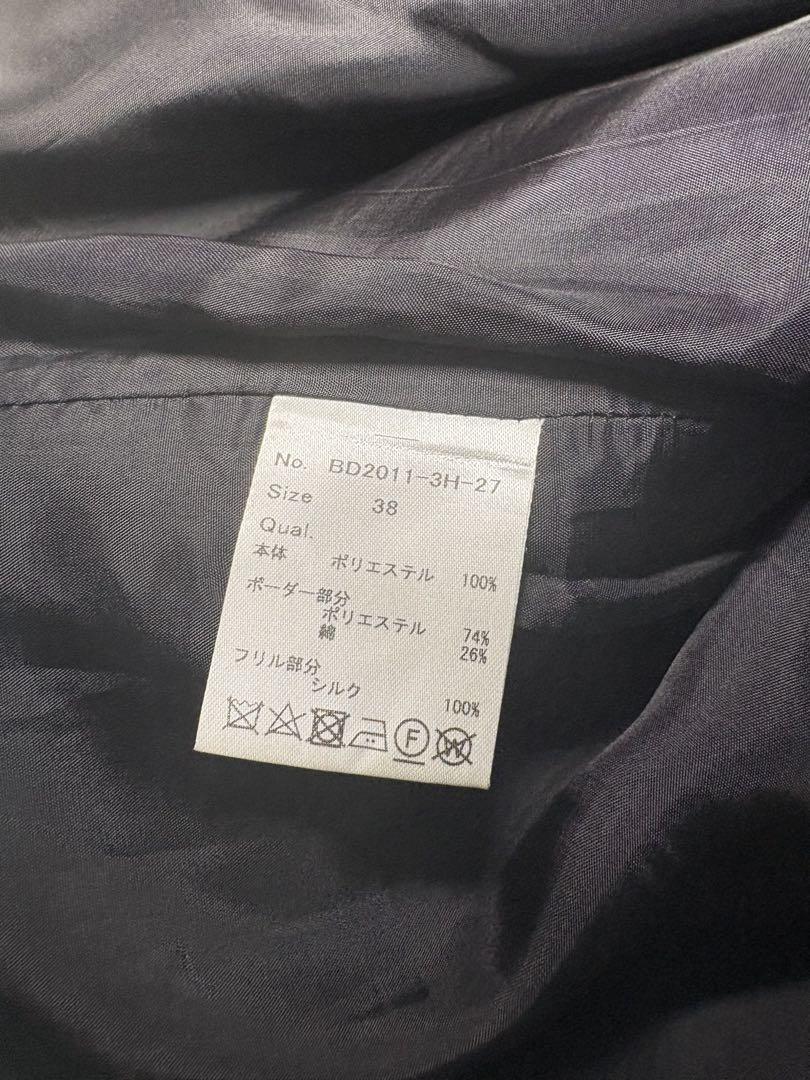 No. BD2011-3H-27
Size 38
Qual.
本体 ポリエステル 100%
ボーダー部分
ポリエステル 74%
綿 26%
フリル部分
シルク 100%
F W